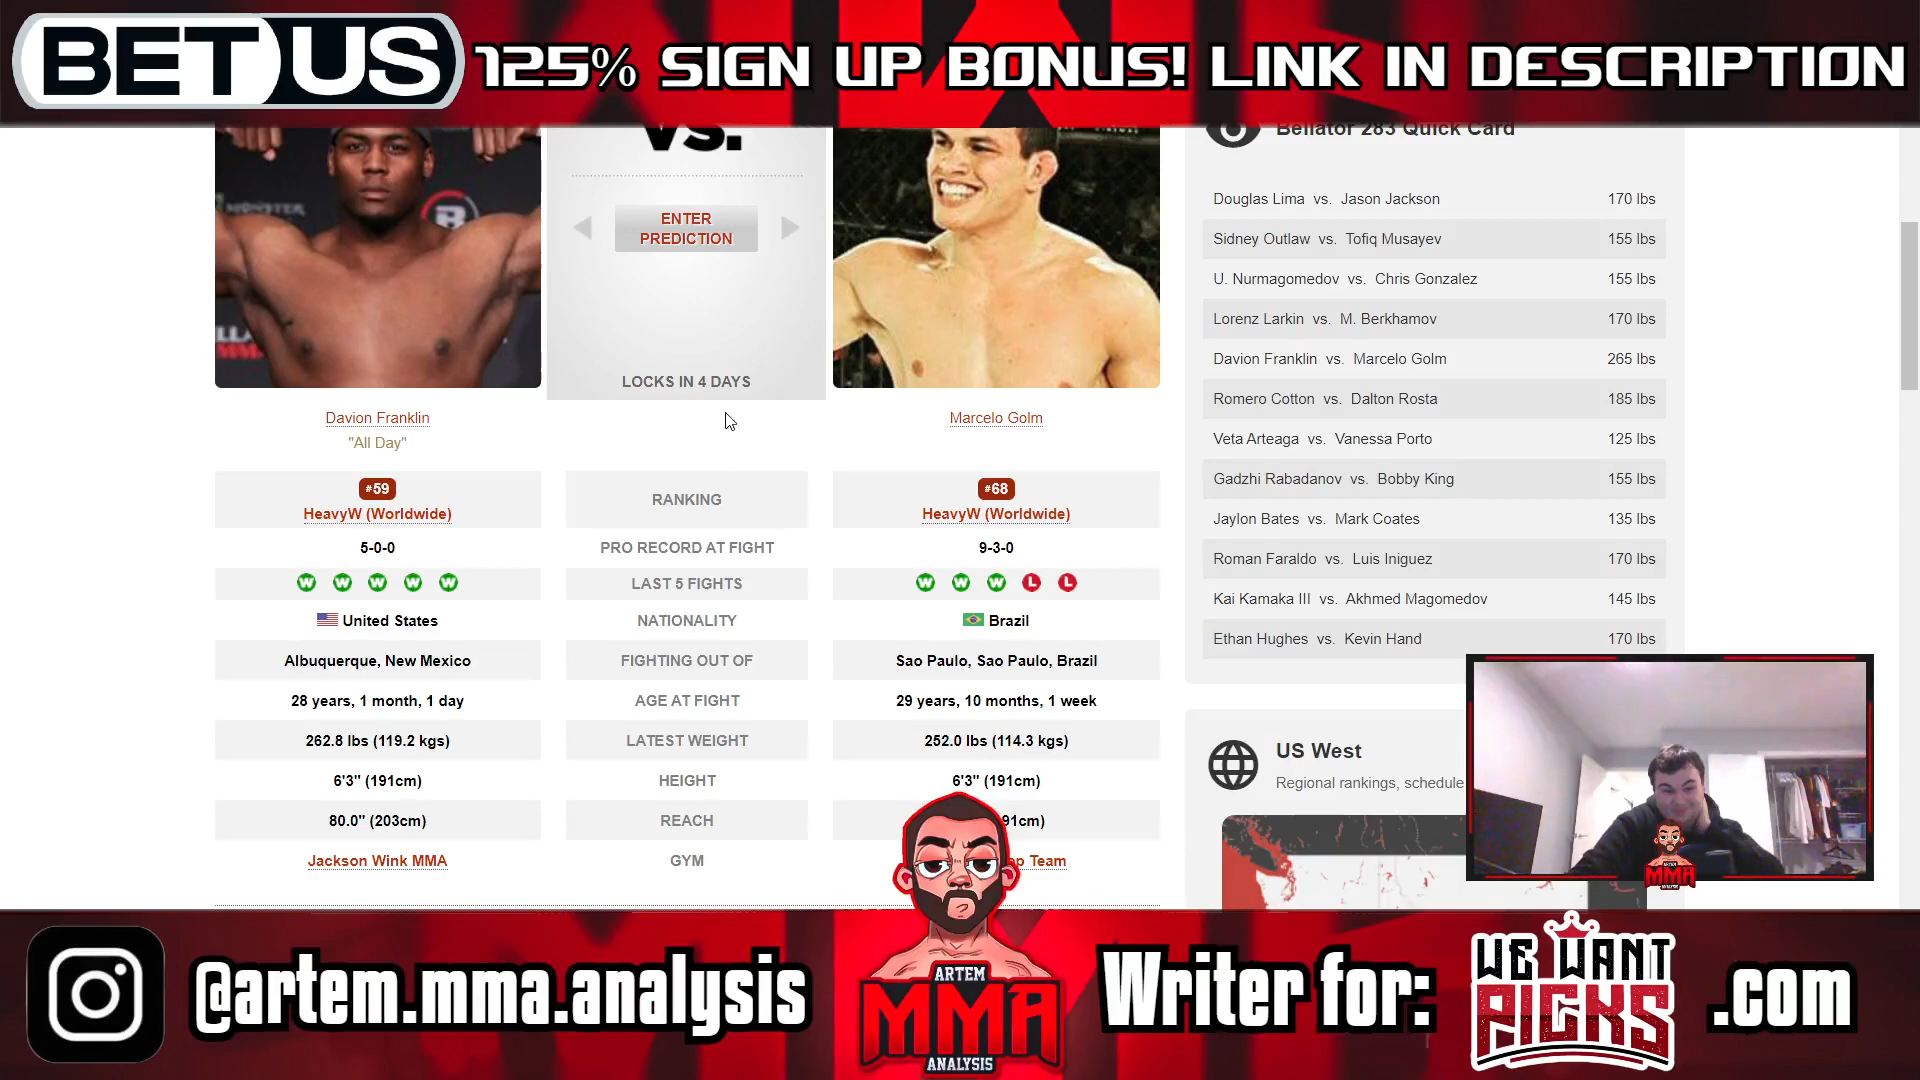 BETUS 125% SIGN UP BONUS! LINK IN DESCRIPTION
VS.
ENTER
PREDICTION
LOCKS IN 4 DAYS
Davion Franklin
"All Day"
Marcelo Golm
#59
HeavyW (Worldwide)
RANKING
#68
HeavyW (Worldwide)
5-0-0 PRO RECORD AT FIGHT 9-3-0
W W W W W LAST 5 FIGHTS W W W L L
United States NATIONALITY Brazil
Albuquerque, New Mexico FIGHTING OUT OF Sao Paulo, Sao Paulo, Brazil
28 years, 1 month, 1 day AGE AT FIGHT 29 years, 10 months, 1 week
262.8 lbs (119.2 kgs) LATEST WEIGHT 252.0 lbs (114.3 kgs)
6'3" (191cm) HEIGHT 6'3" (191cm)
80.0" (203cm) REACH 91cm)
Jackson Wink MMA GYM Team
Bellator 283 Quick Card
Douglas Lima vs. Jason Jackson 170 lbs
Sidney Outlaw vs. Tofiq Musayev 155 lbs
U. Nurmagomedov vs. Chris Gonzalez 155 lbs
Lorenz Larkin vs. M. Berkhamov 170 lbs
Davion Franklin vs. Marcelo Golm 265 lbs
Romero Cotton vs. Dalton Rosta 185 lbs
Veta Arteaga vs. Vanessa Porto 125 lbs
Gadzhi Rabadanov vs. Bobby King 155 lbs
Jaylon Bates vs. Mark Coates 135 lbs
Roman Faraldo vs. Luis Iniguez 170 lbs
Kai Kamaka III vs. Akhmed Magomedov 145 lbs
Ethan Hughes vs. Kevin Hand 170 lbs
US West
Regional rankings, schedule
ARTEM
MMA
ANALYSIS
@artem.mma.analysis
ARTEM
MMA
ANALYSIS
Writer for:
WE WANT
PICKS
.com